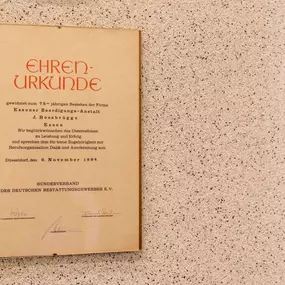 EHREN-
URKUNDE
gewidmet zum 75-jährigen Bestehen der Firma
Essener Beerdigungs-Anstalt
J. Hossbrügge
Essen
Wir beglückwünschen das Unternehmen
zu Leistung und Erfolg
und sprechen ihm für treue Zugehörigkeit zur
Berufsorganisation Dank und Anerkennung aus.
Düsseldorf, den 8. November 1984
BUNDESVERBAND
DES DEUTSCHEN BESTATTUNGSGEWERBES E.V.